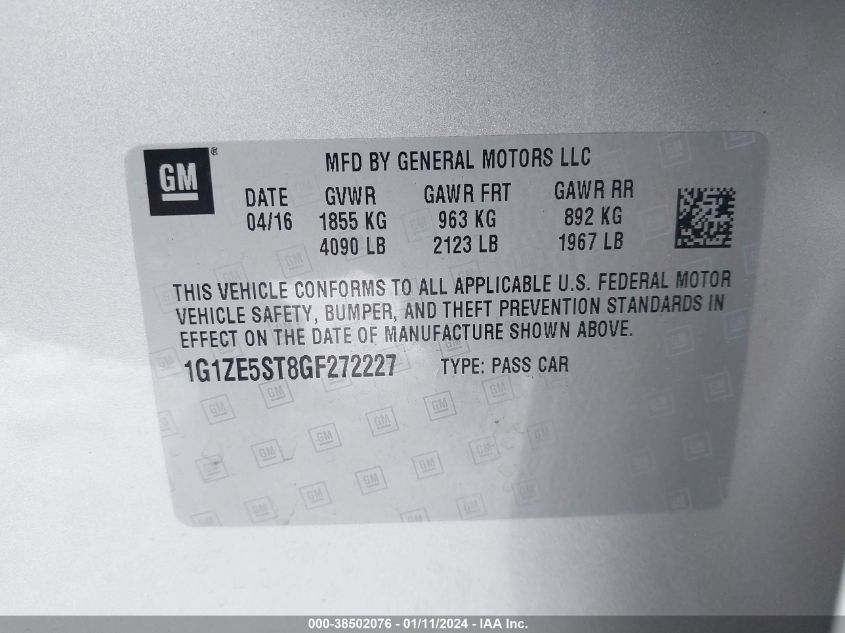 GM®
MFD BY GENERAL MOTORS LLC
DATE GVWR GAWR FRT GAWR RR
04/16 1855 KG 963 KG 892 KG
4090 LB 2123 LB 1967 LB
THIS VEHICLE CONFORMS TO ALL APPLICABLE U.S. FEDERAL MOTOR
VEHICLE SAFETY, BUMPER, AND THEFT PREVENTION STANDARDS IN
EFFECT ON THE DATE OF MANUFACTURE SHOWN ABOVE.
1G1ZE5ST8GF272227 TYPE: PASS CAR
000-38502076 - 01/11/2024 - IAA Inc.